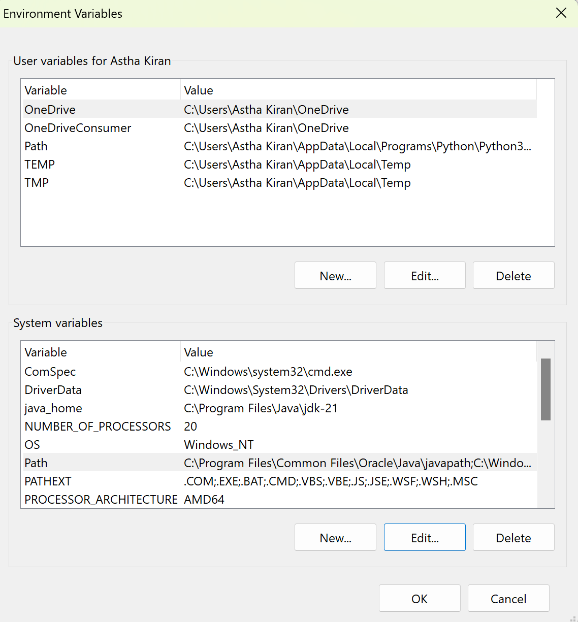 Environment Variables
User variables for Astha Kiran
Variable Value
OneDrive C:\Users\Astha Kiran\OneDrive
OneDriveConsumer C:\Users\Astha Kiran\OneDrive
Path C:\Users\Astha Kiran\AppData\Local\Programs\Python\Python3...
TEMP C:\Users\Astha Kiran\AppData\Local\Temp
TMP C:\Users\Astha Kiran\AppData\Local\Temp
New... Edit... Delete
System variables
Variable Value
ComSpec C:\Windows\system32\cmd.exe
DriverData C:\Windows\System32\Drivers\DriverData
java_home C:\Program Files\Java\jdk-21
NUMBER_OF_PROCESSORS 20
OS Windows_NT
Path C:\Program Files\Common Files\Oracle\Java\javapath;C:\Windo...
PATHEXT .COM;.EXE;.BAT;.CMD;.VBS;.VBE;.JS;.JSE;.WSF;.WSH;.MSC
PROCESSOR_ARCHITECTURE AMD64
New... Edit... Delete
OK Cancel